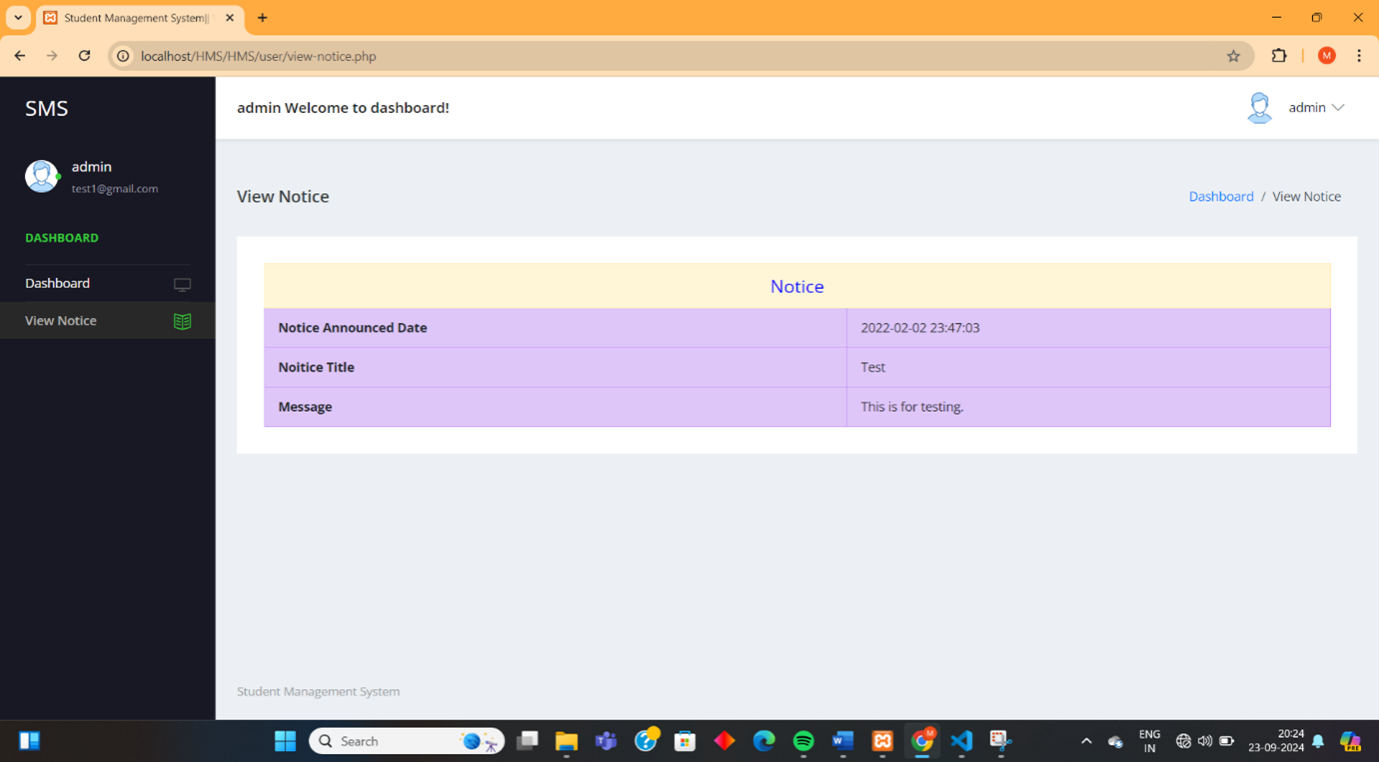 Student Management System||
localhost/HMS/HMS/user/view-notice.php
M
SMS
admin Welcome to dashboard!
admin
admin
test1@gmail.com
DASHBOARD
Dashboard
View Notice
View Notice
Dashboard / View Notice
Notice
Notice Announced Date 2022-02-02 23:47:03
Noitice Title Test
Message This is for testing.
Student Management System
Search
ENG
IN
20:24
23-09-2024